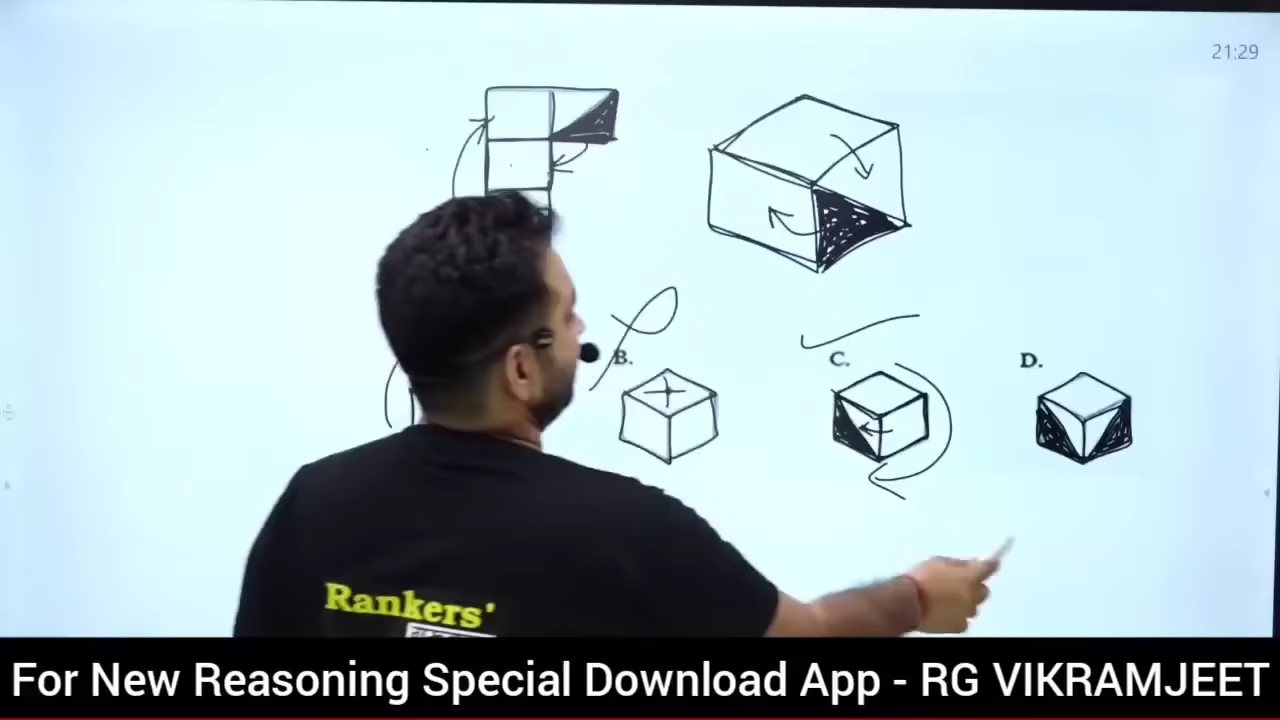 21:29
B.
C.
D.
Rankers'
For New Reasoning Special Download App - RG VIKRAMJEET